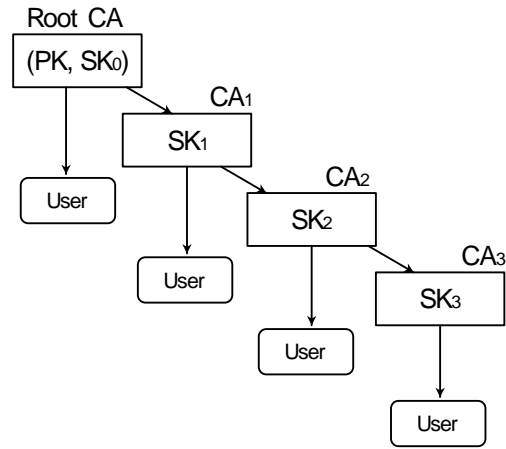 Root CA
(PK, SK₀)
CA₁
SK₁
User
CA₂
SK₂
User
CA₃
SK₃
User
User